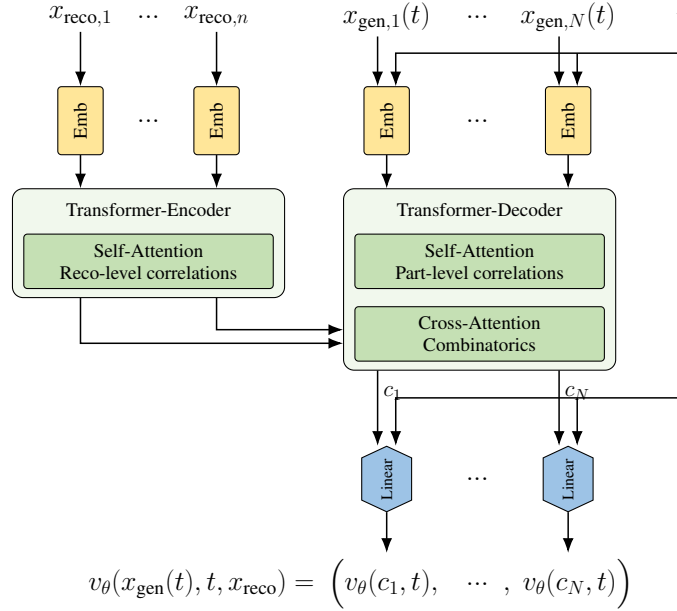 x_reco,1 ... x_reco,n x_gen,1(t) ... x_gen,N(t)
Emb ... Emb Emb ... Emb
Transformer-Encoder
Self-Attention
Reco-level correlations
Transformer-Decoder
Self-Attention
Part-level correlations
Cross-Attention
Combinatorics
c_1 c_N
Linear ... Linear
v_θ(x_gen(t), t, x_reco) = (v_θ(c_1, t), ... , v_θ(c_N, t))